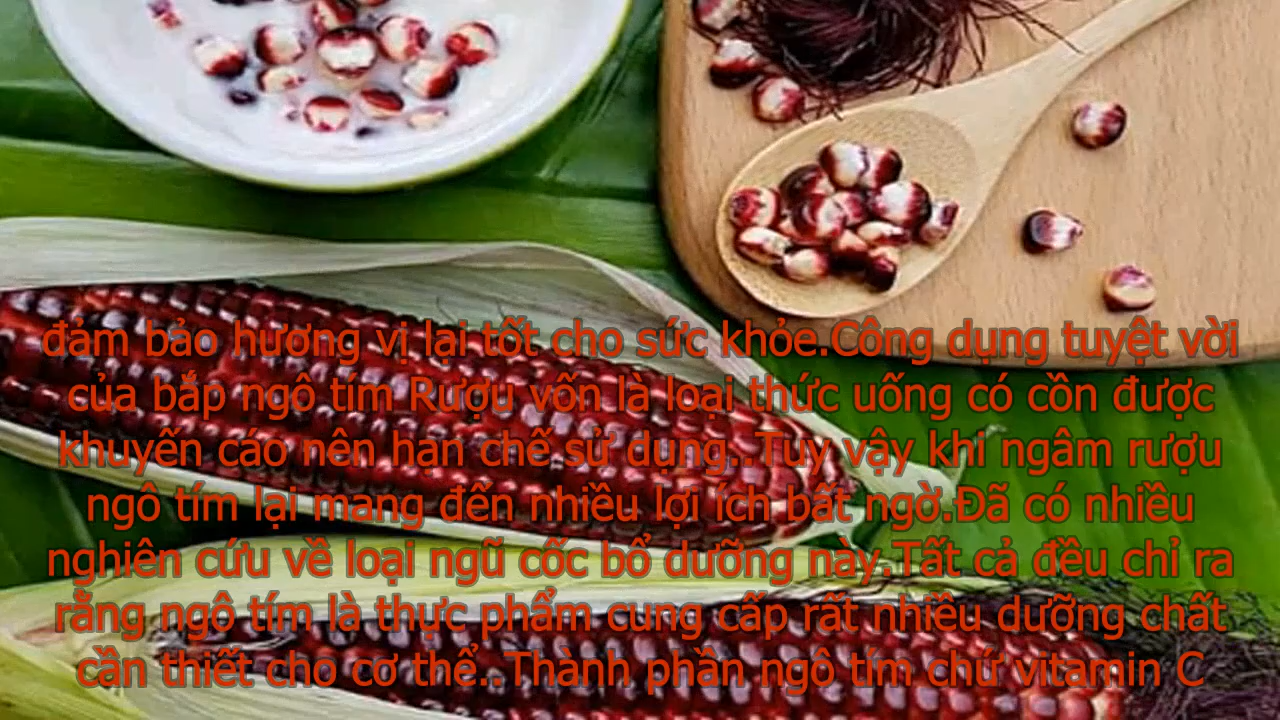 đảm bảo hương vị lại tốt cho sức khỏe.Công dụng tuyệt vời
của bắp ngô tím Rượu vốn là loại thức uống có cồn được
khuyến cáo nên hạn chế sử dụng..Tuy vậy khi ngâm rượu
ngô tím lại mang đến nhiều lợi ích bất ngờ.Đã có nhiều
nghiên cứu về loại ngũ cốc bổ dưỡng này.Tất cả đều chỉ ra
rằng ngô tím là thực phẩm cung cấp rất nhiều dưỡng chất
cần thiết cho cơ thể..Thành phần ngô tím chứ vitamin C